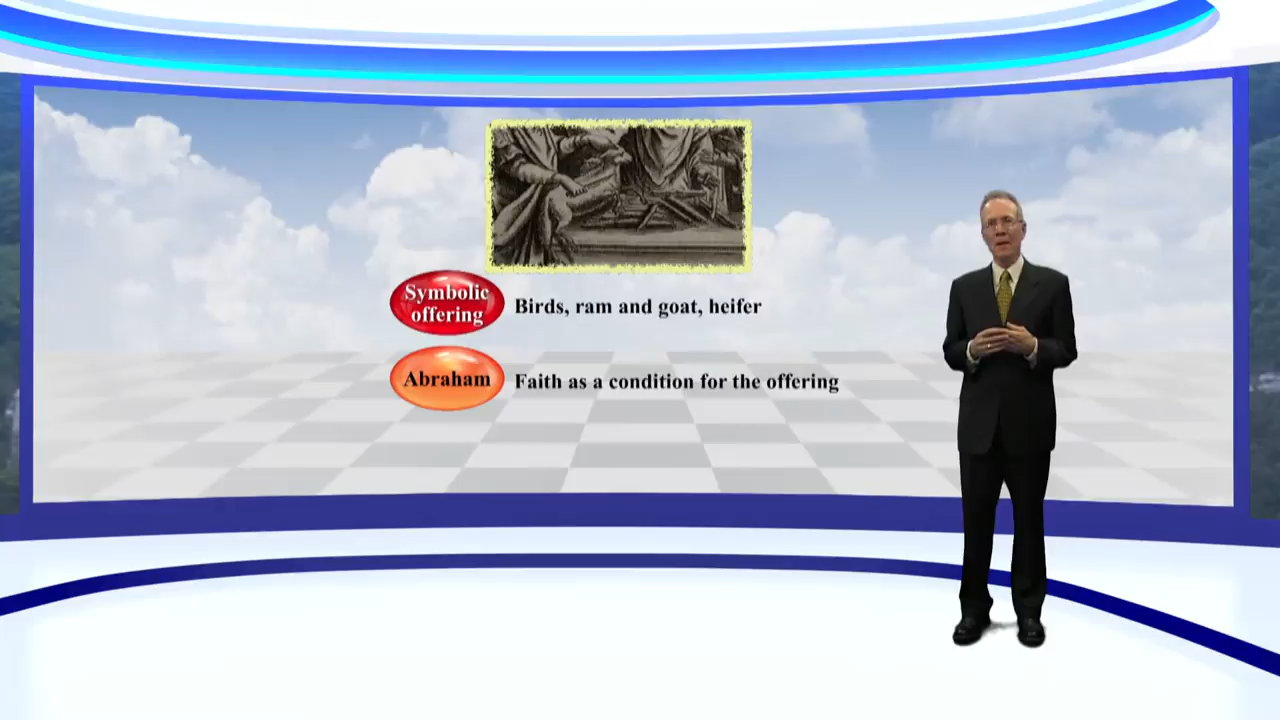 Symbolic
offering
Birds, ram and goat, heifer
Abraham
Faith as a condition for the offering